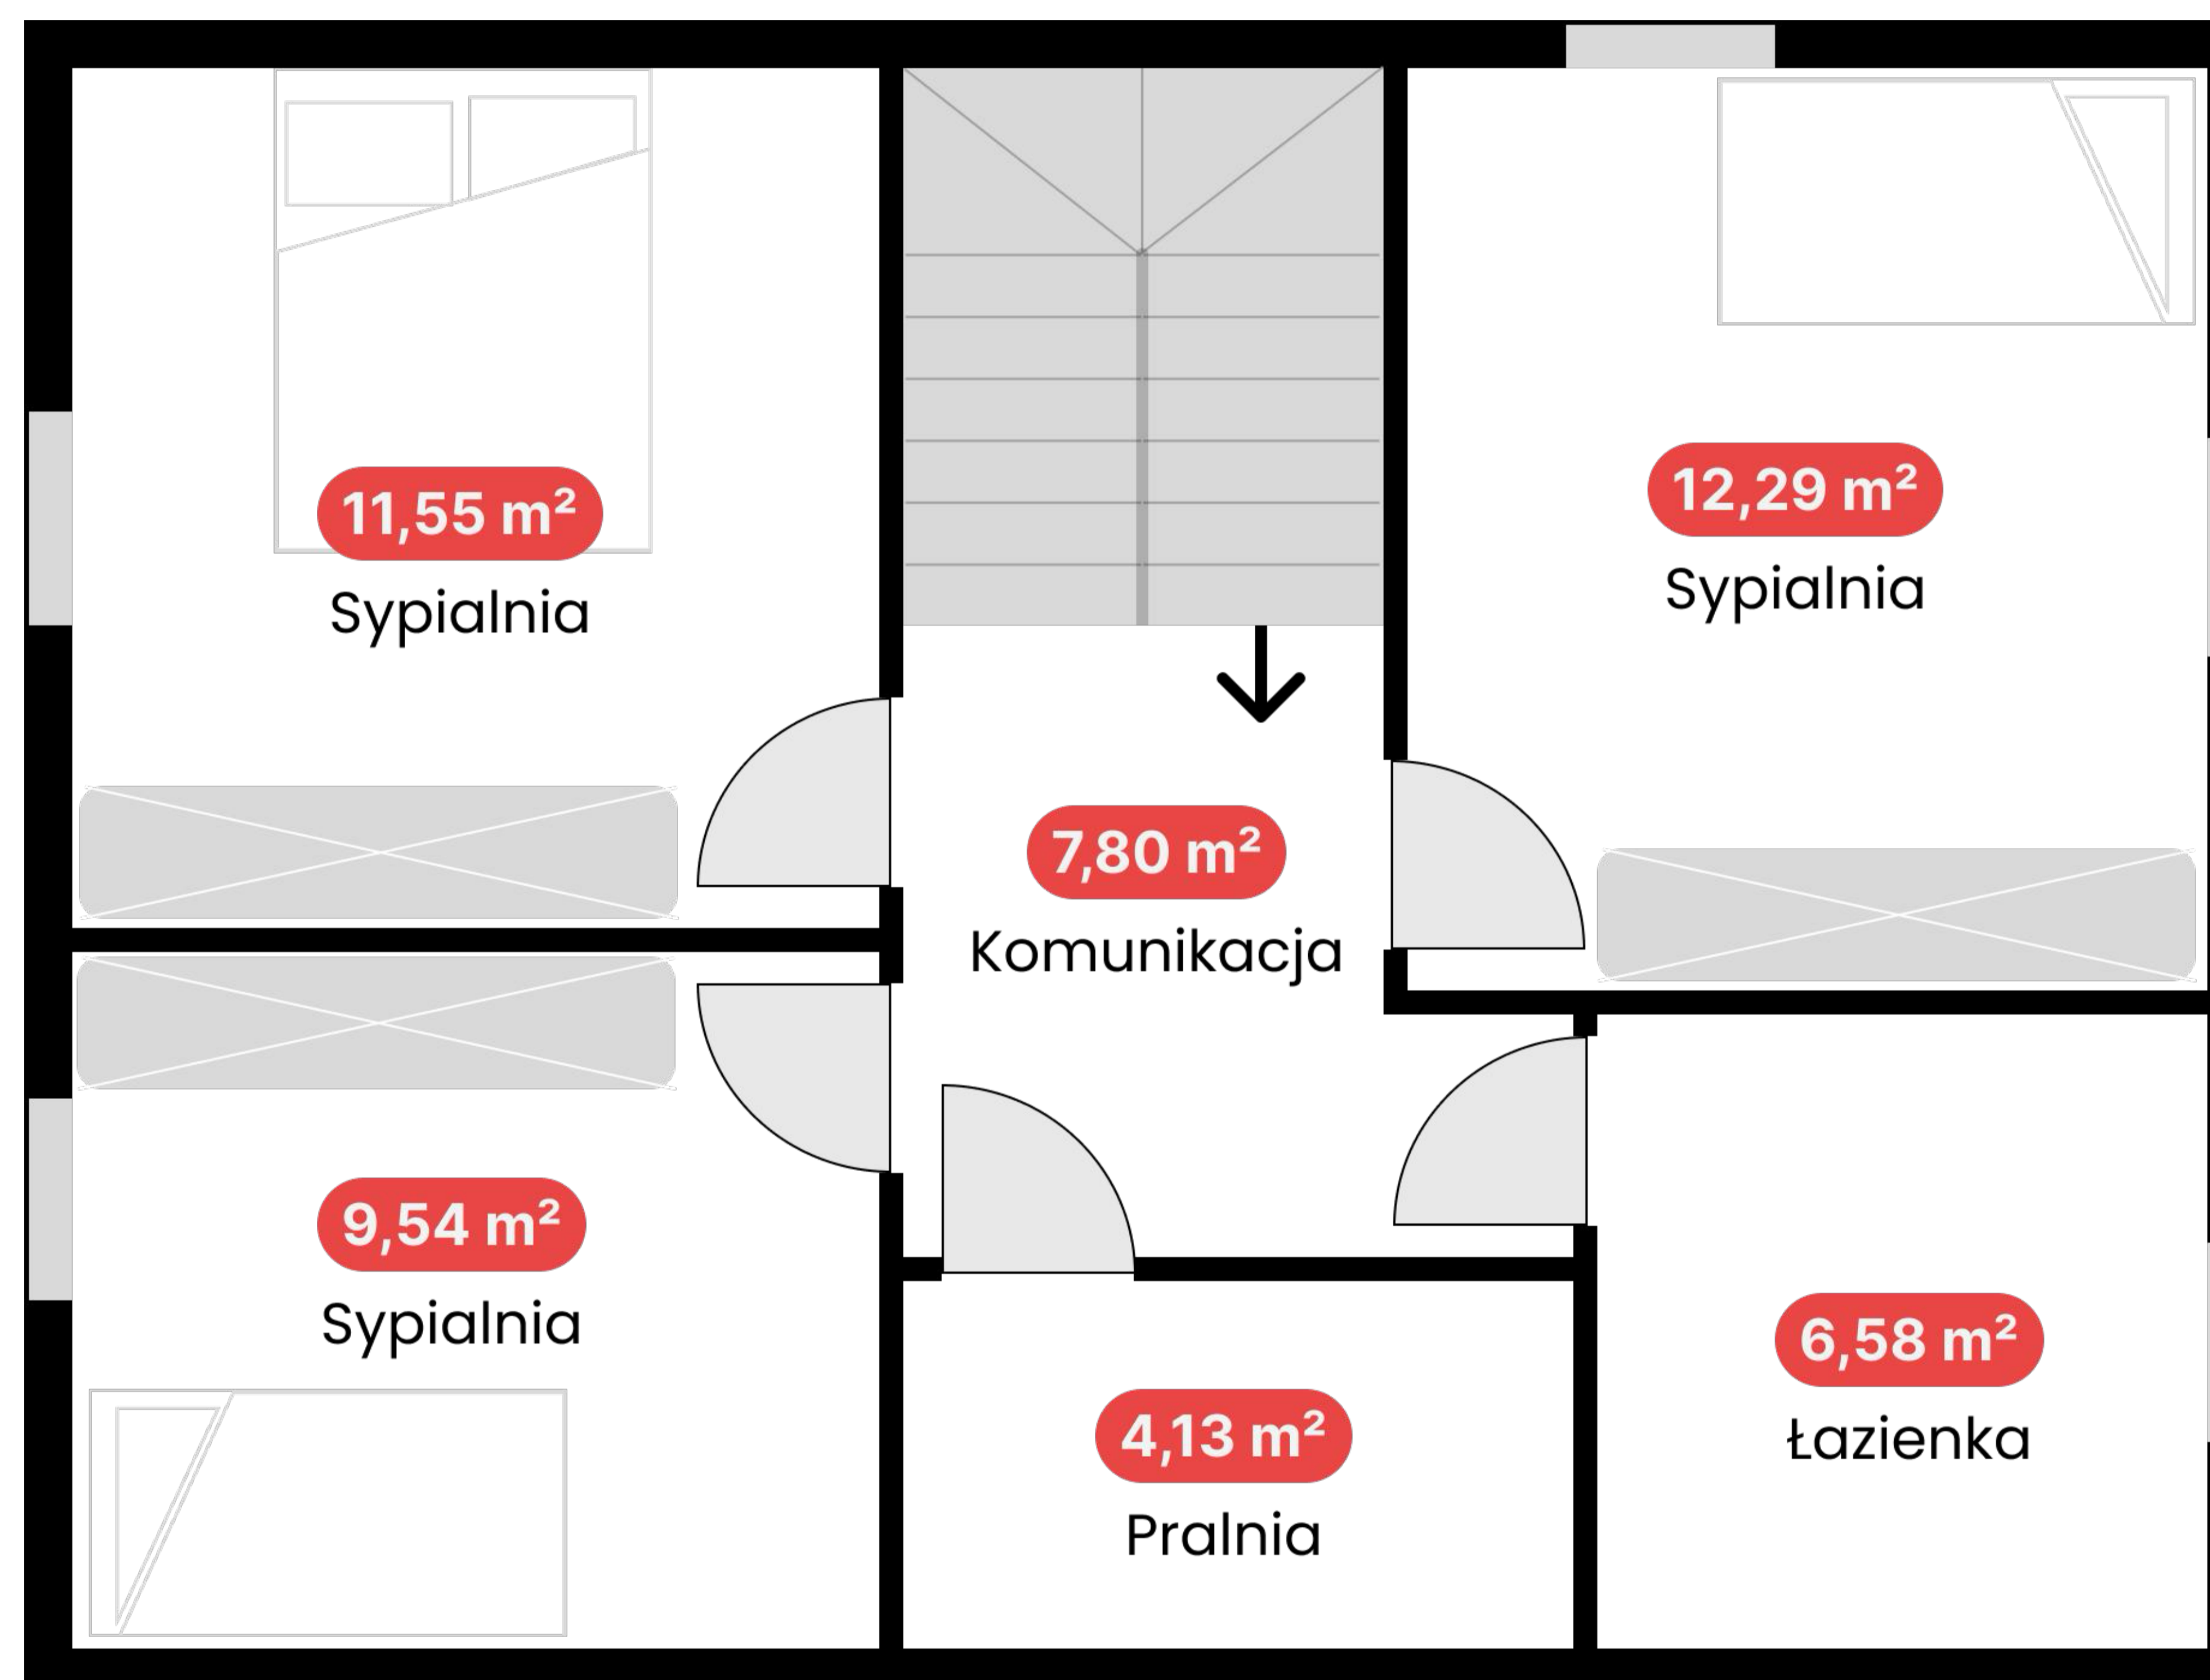 11,55 m²
Sypialnia
12,29 m²
Sypialnia
7,80 m²
Komunikacja
9,54 m²
Sypialnia
4,13 m²
Pralnia
6,58 m²
Łazienka